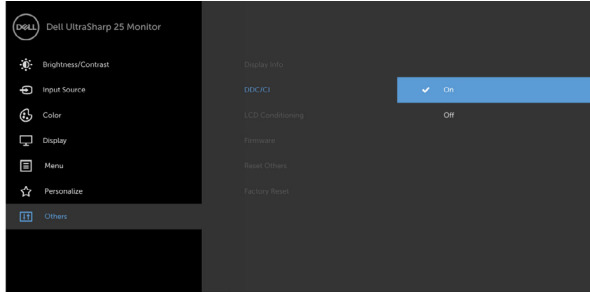 DELL
Dell UltraSharp 25 Monitor
Brightness/Contrast
Display Info
Input Source
DDC/CI
On
Color
LCD Conditioning
Off
Display
Firmware
Menu
Reset Others
Personalize
Factory Reset
Others